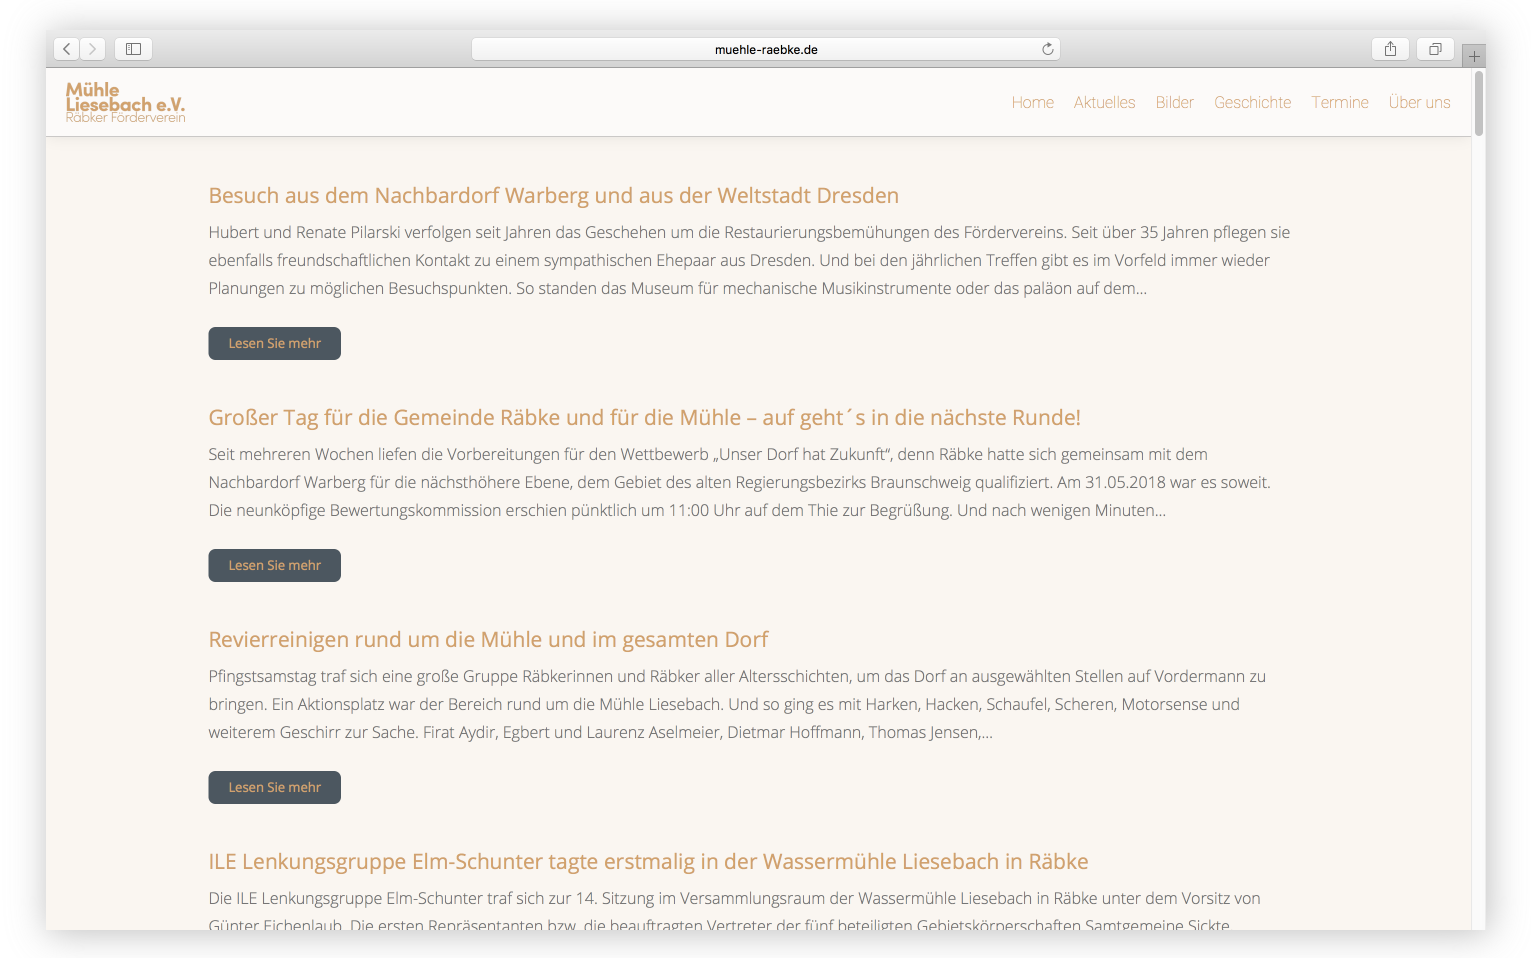 muehle-raebke.de
Mühle
Liesebach e.V.
Räbker Förderverein
Home Aktuelles Bilder Geschichte Termine Über uns
Besuch aus dem Nachbardorf Warberg und aus der Weltstadt Dresden
Hubert und Renate Pilarski verfolgen seit Jahren das Geschehen um die Restaurierungsbemühungen des Fördervereins. Seit über 35 Jahren pflegen sie
ebenfalls freundschaftlichen Kontakt zu einem sympathischen Ehepaar aus Dresden. Und bei den jährlichen Treffen gibt es im Vorfeld immer wieder
Planungen zu möglichen Besuchspunkten. So standen das Museum für mechanische Musikinstrumente oder das paläon auf dem...
Lesen Sie mehr
Großer Tag für die Gemeinde Räbke und für die Mühle – auf geht´s in die nächste Runde!
Seit mehreren Wochen liefen die Vorbereitungen für den Wettbewerb „Unser Dorf hat Zukunft“, denn Räbke hatte sich gemeinsam mit dem
Nachbardorf Warberg für die nächsthöhere Ebene, dem Gebiet des alten Regierungsbezirks Braunschweig qualifiziert. Am 31.05.2018 war es soweit.
Die neunköpfige Bewertungskommission erschien pünktlich um 11:00 Uhr auf dem Thie zur Begrüßung. Und nach wenigen Minuten...
Lesen Sie mehr
Revierreinigen rund um die Mühle und im gesamten Dorf
Pfingstsamstag traf sich eine große Gruppe Räbkerinnen und Räbker aller Altersschichten, um das Dorf an ausgewählten Stellen auf Vordermann zu
bringen. Ein Aktionsplatz war der Bereich rund um die Mühle Liesebach. Und so ging es mit Harken, Hacken, Schaufel, Scheren, Motorsense und
weiterem Geschirr zur Sache. Firat Aydir, Egbert und Laurenz Aselmeier, Dietmar Hoffmann, Thomas Jensen,...
Lesen Sie mehr
ILE Lenkungsgruppe Elm-Schunter tagte erstmalig in der Wassermühle Liesebach in Räbke
Die ILE Lenkungsgruppe Elm-Schunter traf sich zur 14. Sitzung im Versammlungsraum der Wassermühle Liesebach in Räbke unter dem Vorsitz von
Günter Eichenlaub. Die ersten Repräsentanten bzw. die beauftragten Vertreter der fünf beteiligten Gebietskörperschaften Samtgemeine Sickte